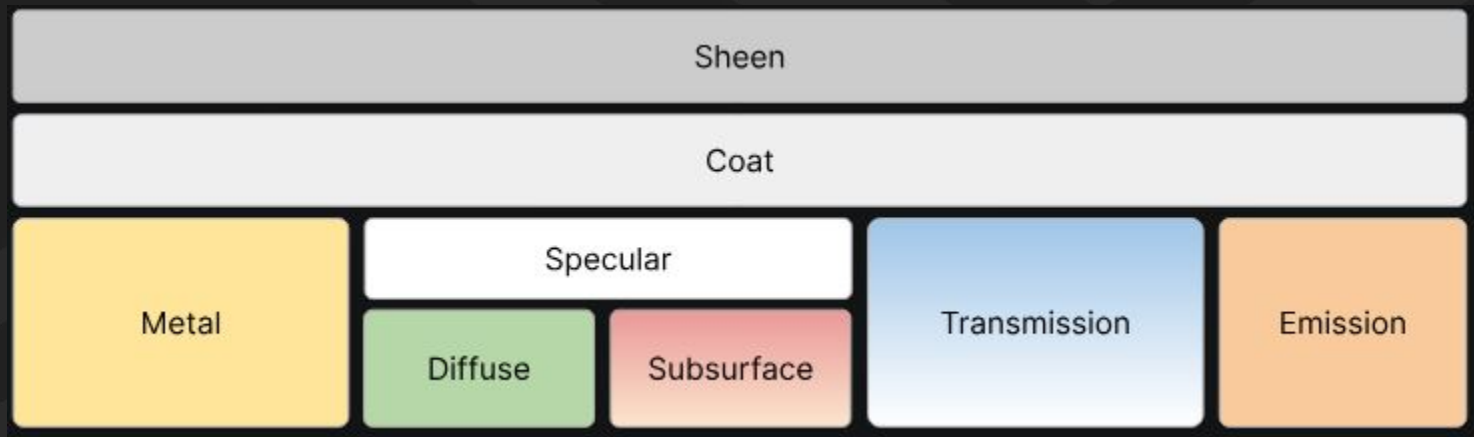 Sheen
Coat
Metal
Specular
Diffuse
Subsurface
Transmission
Emission